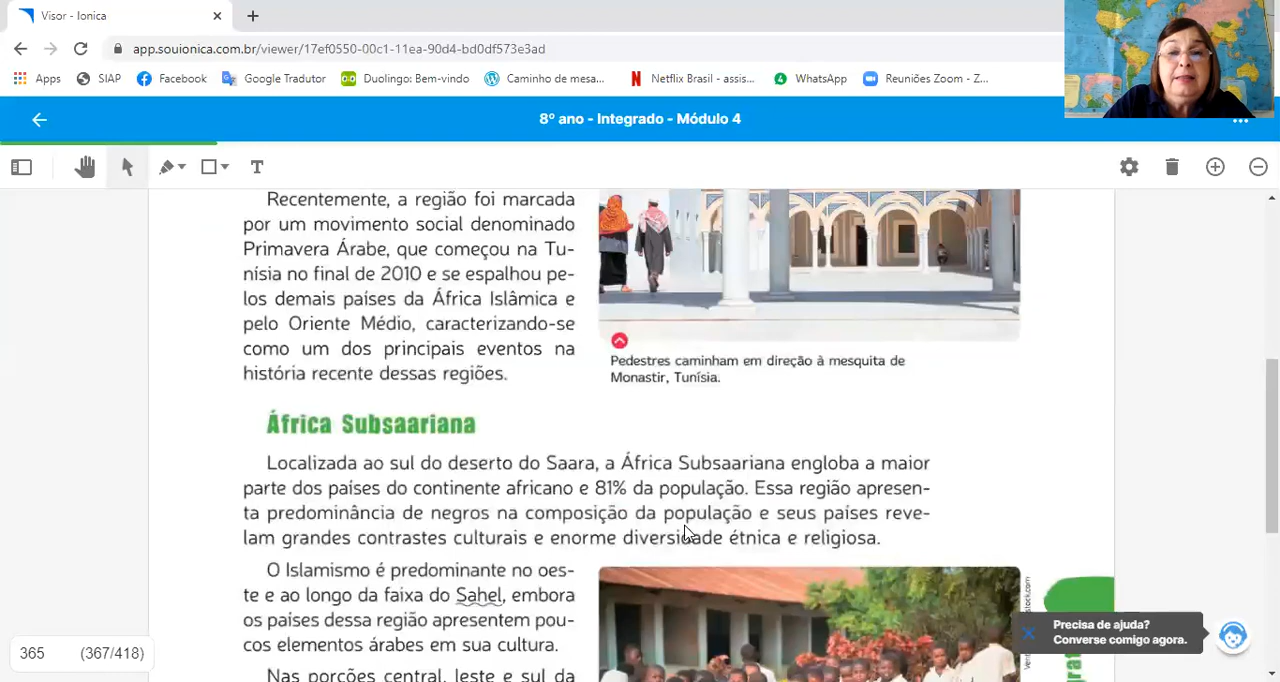 Visor - Ionica
app.souionica.com.br/viewer/17ef0550-00c1-11ea-90d4-bd0df573e3ad
Apps SIAP Facebook Google Tradutor Duolingo: Bem-vindo Caminho de mesa... Netflix Brasil - assis... WhatsApp Reuniões Zoom - Z...
8º ano - Integrado - Módulo 4
T
Recentemente, a região foi marcada
por um movimento social denominado
Primavera Árabe, que começou na Tu-
nísia no final de 2010 e se espalhou pe-
los demais países da África Islâmica e
pelo Oriente Médio, caracterizando-se
como um dos principais eventos na
história recente dessas regiões.
Pedestres caminham em direção à mesquita de
Monastir, Tunísia.
África Subsaariana
Localizada ao sul do deserto do Saara, a África Subsaariana engloba a maior
parte dos países do continente africano e 81% da população. Essa região apresen-
ta predominância de negros na composição da população e seus países reve-
lam grandes contrastes culturais e enorme diversidade étnica e religiosa.
O Islamismo é predominante no oes-
te e ao longo da faixa do Sahel, embora
os países dessa região apresentem pou-
cos elementos árabes em sua cultura.
Nas porções central, leste e sul da
Precisa de ajuda?
Converse comigo agora.
365 (367/418)